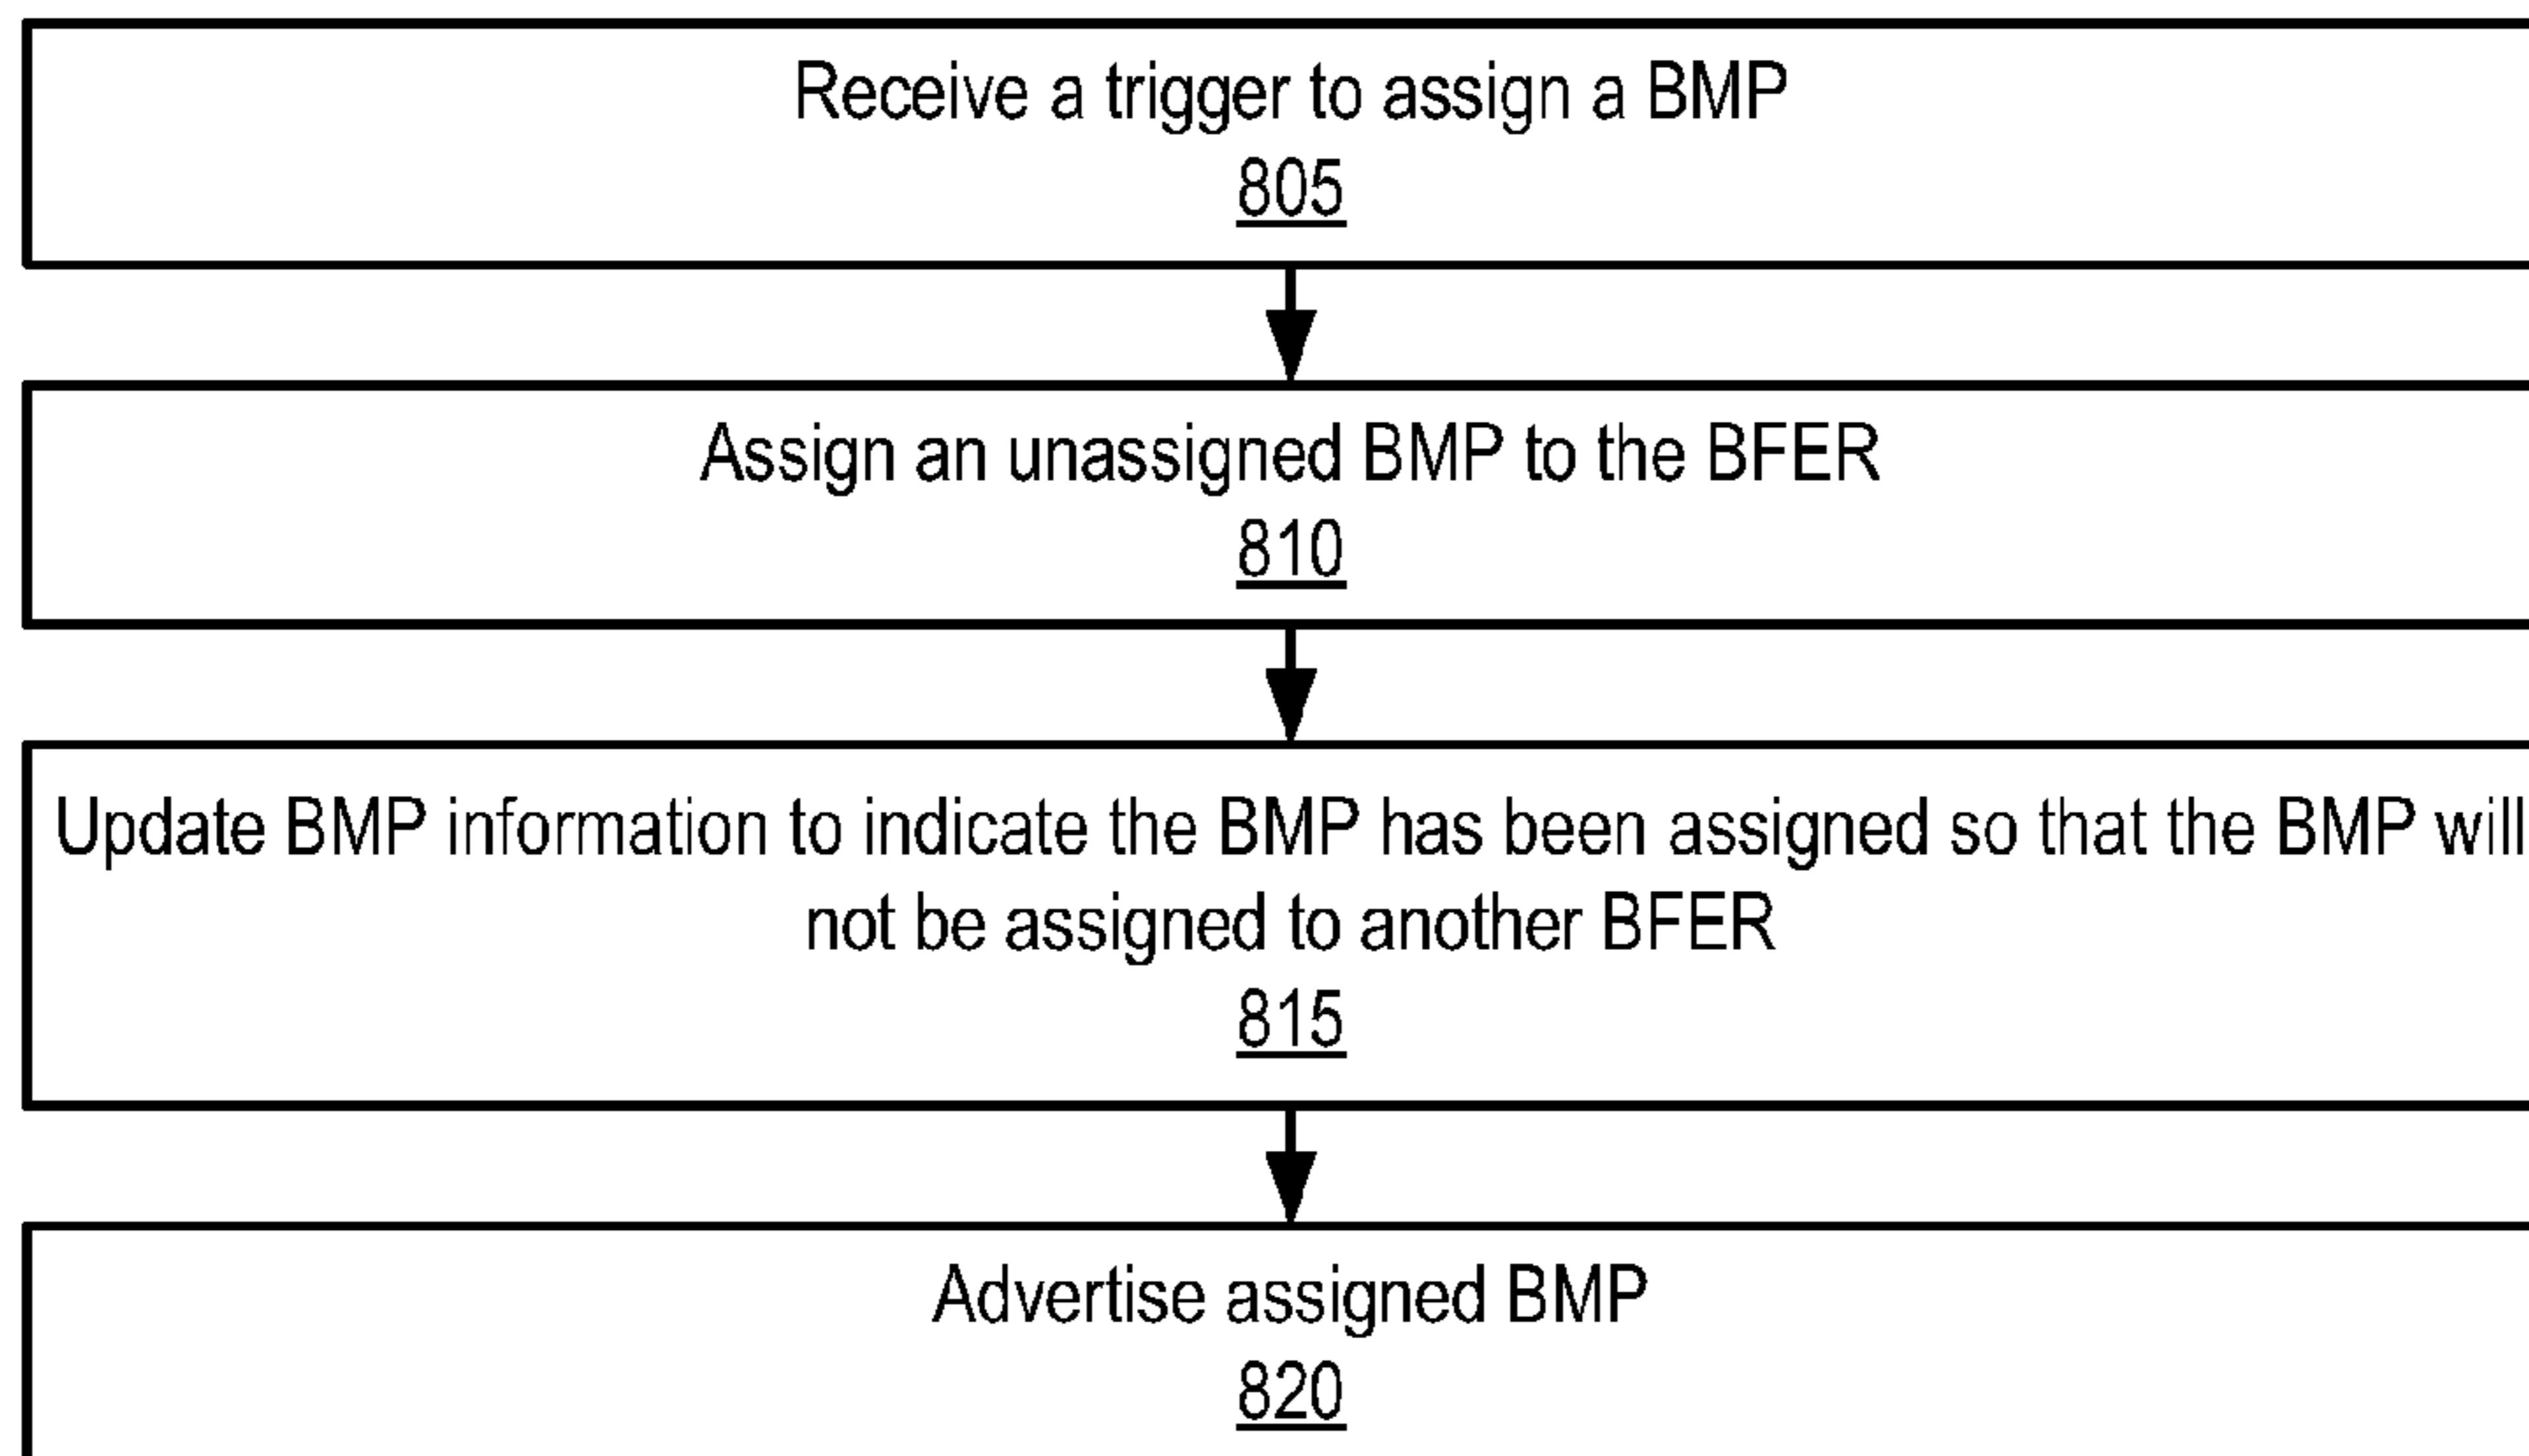 Receive a trigger to assign a BMP
805
Assign an unassigned BMP to the BFER
810
Update BMP information to indicate the BMP has been assigned so that the BMP will
not be assigned to another BFER
815
Advertise assigned BMP
820